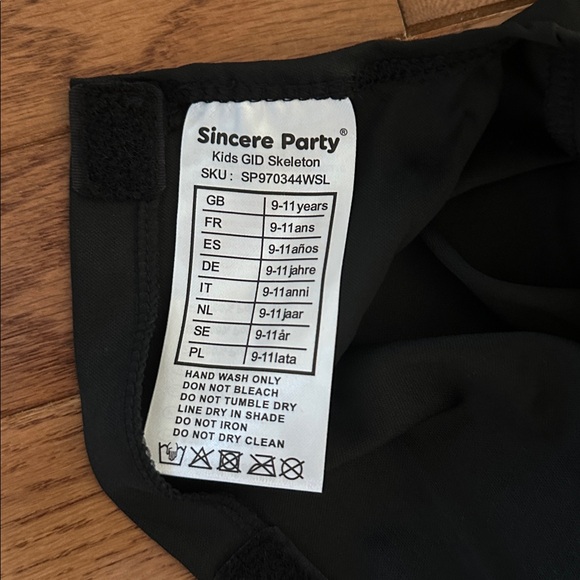 Sincere Party®
Kids GID Skeleton
SKU : SP970344WSL
GB 9-11 years
FR 9-11ans
ES 9-11años
DE 9-11jahre
IT 9-11anni
NL 9-11jaar
SE 9-11år
PL 9-11lata
HAND WASH ONLY
DON NOT BLEACH
DO NOT TUMBLE DRY
LINE DRY IN SHADE
DO NOT IRON
DO NOT DRY CLEAN